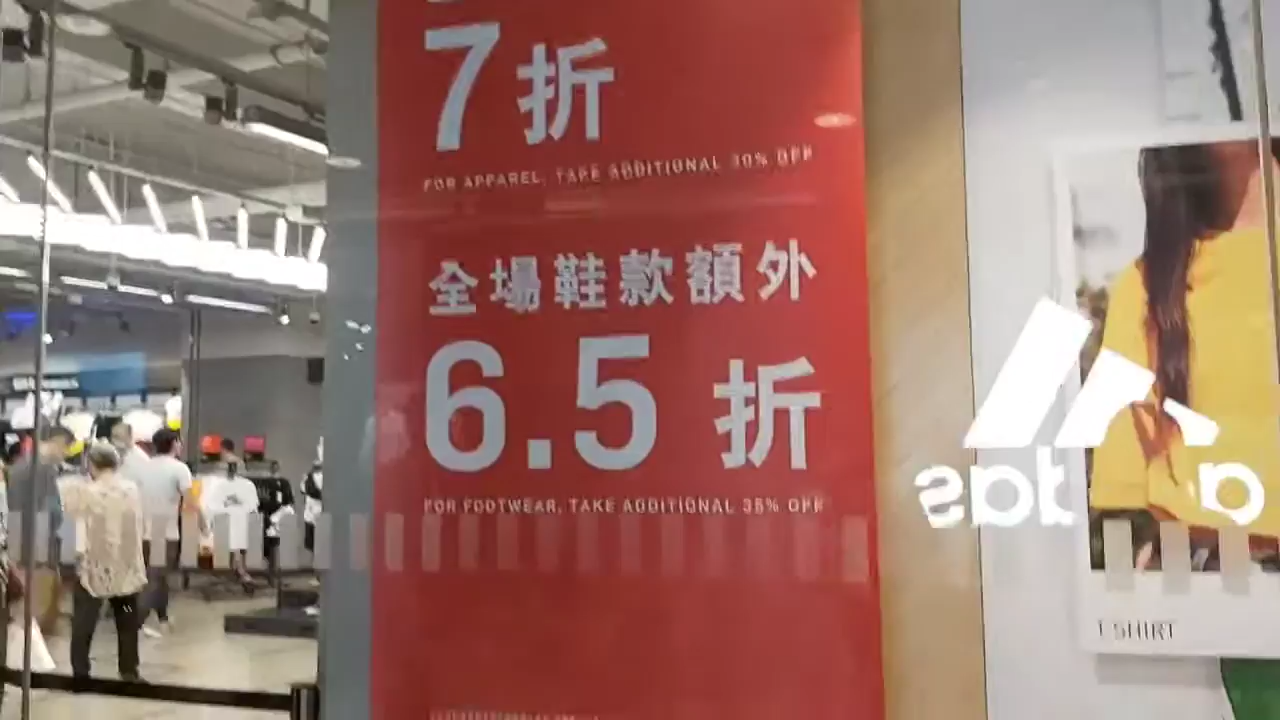 7折
FOR APPAREL, TAKE ADDITIONAL 30% OFF
全場鞋款額外
6.5折
FOR FOOTWEAR, TAKE ADDITIONAL 35% OFF
T-SHIRT